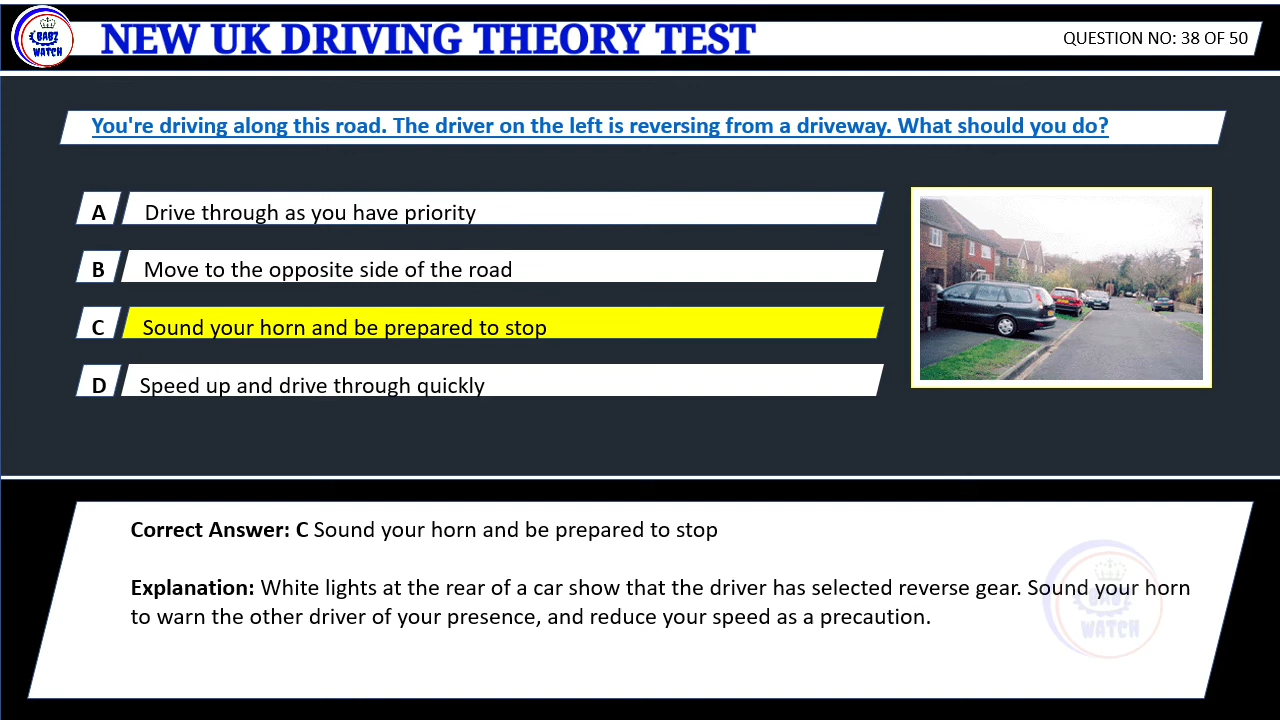 BABZ
WATCH
NEW UK DRIVING THEORY TEST
QUESTION NO: 38 OF 50
You're driving along this road. The driver on the left is reversing from a driveway. What should you do?
A Drive through as you have priority
B Move to the opposite side of the road
C Sound your horn and be prepared to stop
D Speed up and drive through quickly
Correct Answer: C Sound your horn and be prepared to stop
Explanation: White lights at the rear of a car show that the driver has selected reverse gear. Sound your horn
to warn the other driver of your presence, and reduce your speed as a precaution.
BABZ
WATCH